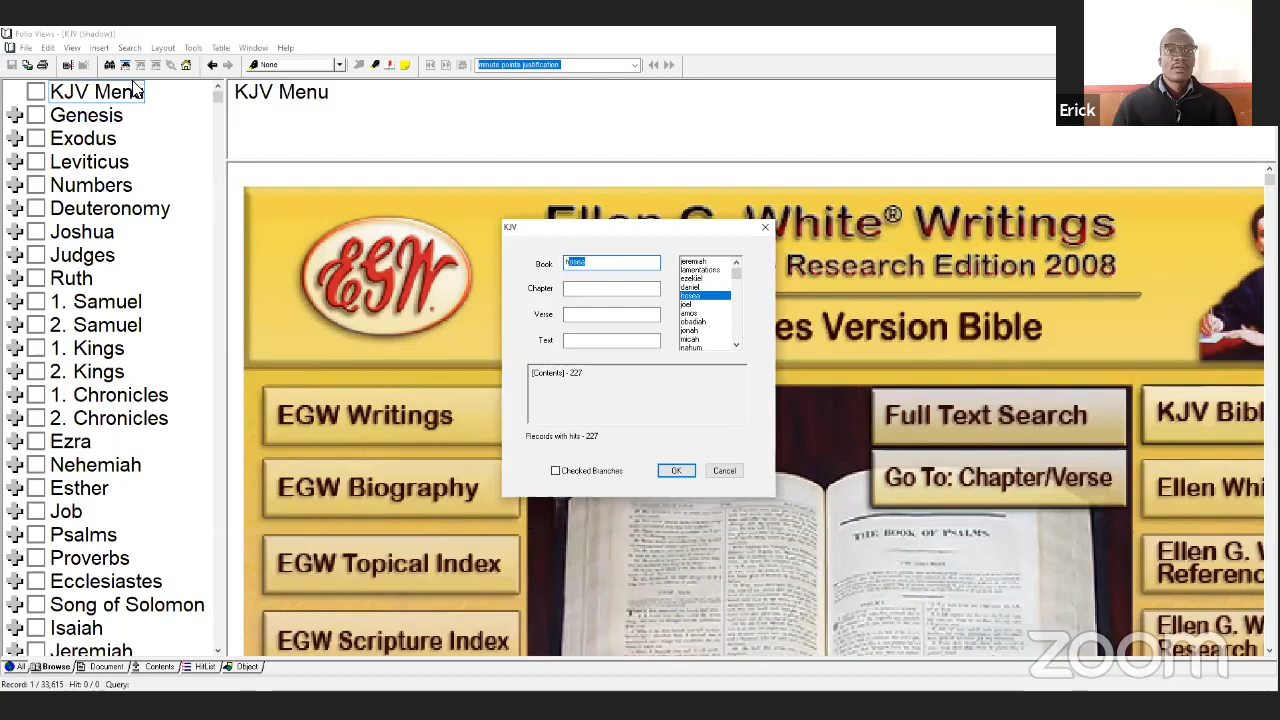 Folio Views - [KJV (Shadow)]
File Edit View Insert Search Layout Tools Table Window Help
None
minute points justification
Erick
KJV Menu
Genesis
Exodus
Leviticus
Numbers
Deuteronomy
Joshua
Judges
Ruth
1. Samuel
2. Samuel
1. Kings
2. Kings
1. Chronicles
2. Chronicles
Ezra
Nehemiah
Esther
Job
Psalms
Proverbs
Ecclesiastes
Song of Solomon
Isaiah
Jeremiah
KJV Menu
EGW
Ellen G. White® Writings
Research Edition 2008
es Version Bible
EGW Writings
EGW Biography
EGW Topical Index
EGW Scripture Index
Full Text Search
Go To: Chapter/Verse
THE BOOK OF PSALMS.
KJV Bibl
Ellen Whi
Ellen G. W
Referenc
Ellen G. W
Research
KJV
Book hosea
Chapter
Verse
Text
jeremiah
lamentations
ezekiel
daniel
hosea
joel
amos
obadiah
jonah
micah
nahum
[Contents] - 227
Records with hits - 227
Checked Branches
OK
Cancel
All Browse Document Contents HitList Object
Record: 1 / 33,615 Hit: 0 / 0 Query:
zoom